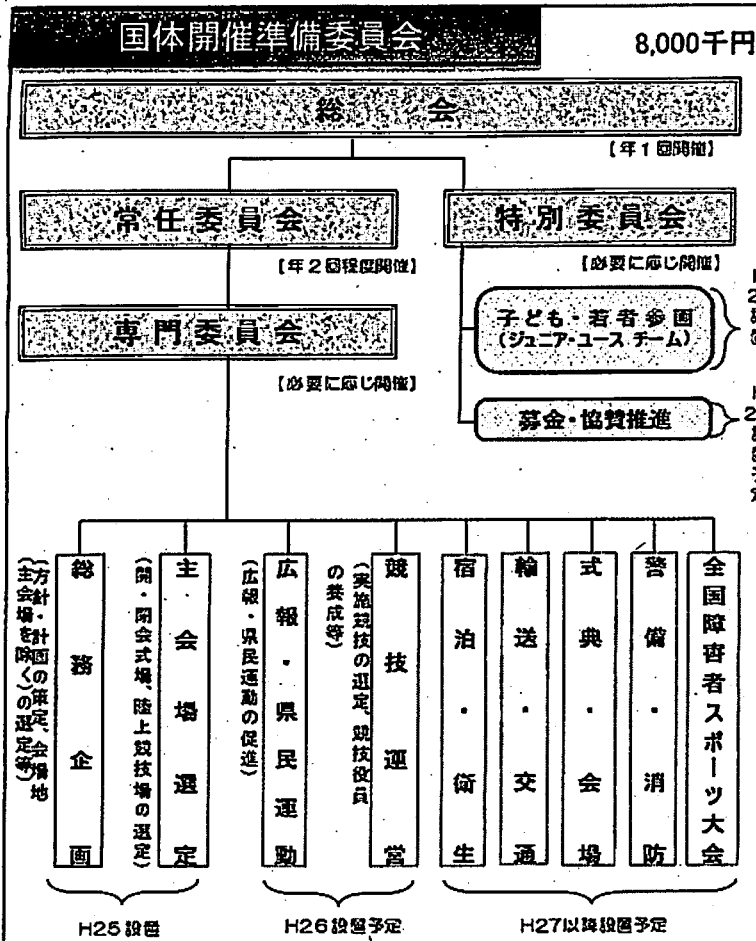 国体開催準備委員会
8,000千円
総会
【年1回開催】
常任委員会
【年2回程度開催】
特別委員会
【必要に応じ開催】
専門委員会
【必要に応じ開催】
子ども・若者参画
(ジュニア・ユース チーム)
募金・協賛推進
総務企画
(方針・計画の策定、会場地
(主会場を除く)の選定等)
主会場選定
(開・閉会式場、陸上競技場の選定)
広報・県民運動
(広報・県民運動の促進)
競技運営
(実施競技の選定、競技役員
の養成等)
宿泊・衛生
輸送・交通
式典・会場
警備・消防
全国障害者スポーツ大会
H25設置
H26設置予定
H27以降設置予定